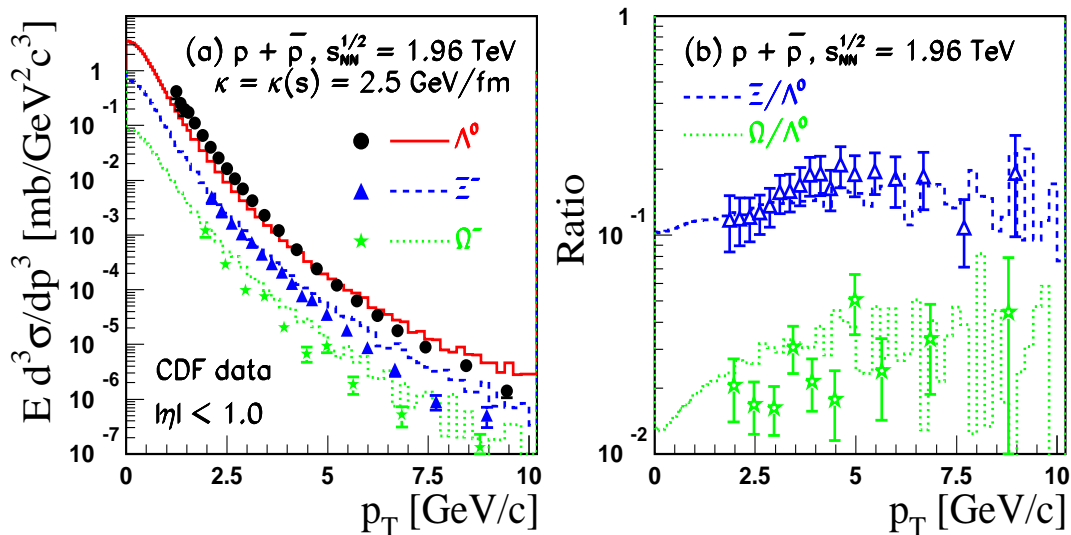 E d³σ/dp³ [mb/GeV²c³]
(a) p + p̄, s_NN^1/2 = 1.96 TeV
κ = κ(s) = 2.5 GeV/fm
Λ⁰
Ξ⁻
Ω⁻
CDF data
|η| < 1.0
1
10⁻¹
10⁻²
10⁻³
10⁻⁴
10⁻⁵
10⁻⁶
10⁻⁷
10
0 2.5 5 7.5 10
p_T [GeV/c]
Ratio
(b) p + p̄, s_NN^1/2 = 1.96 TeV
Ξ/Λ⁰
Ω/Λ⁰
1
10⁻¹
10⁻²
0 2.5 5 7.5 10
p_T [GeV/c]